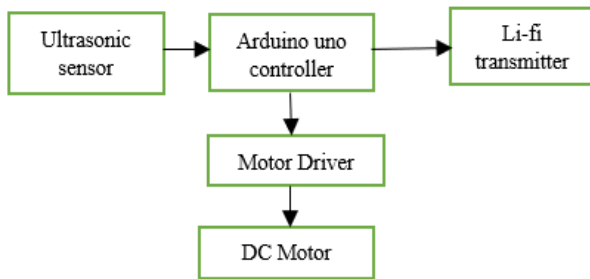 Ultrasonic
sensor
Arduino uno
controller
Li-fi
transmitter
Motor Driver
DC Motor